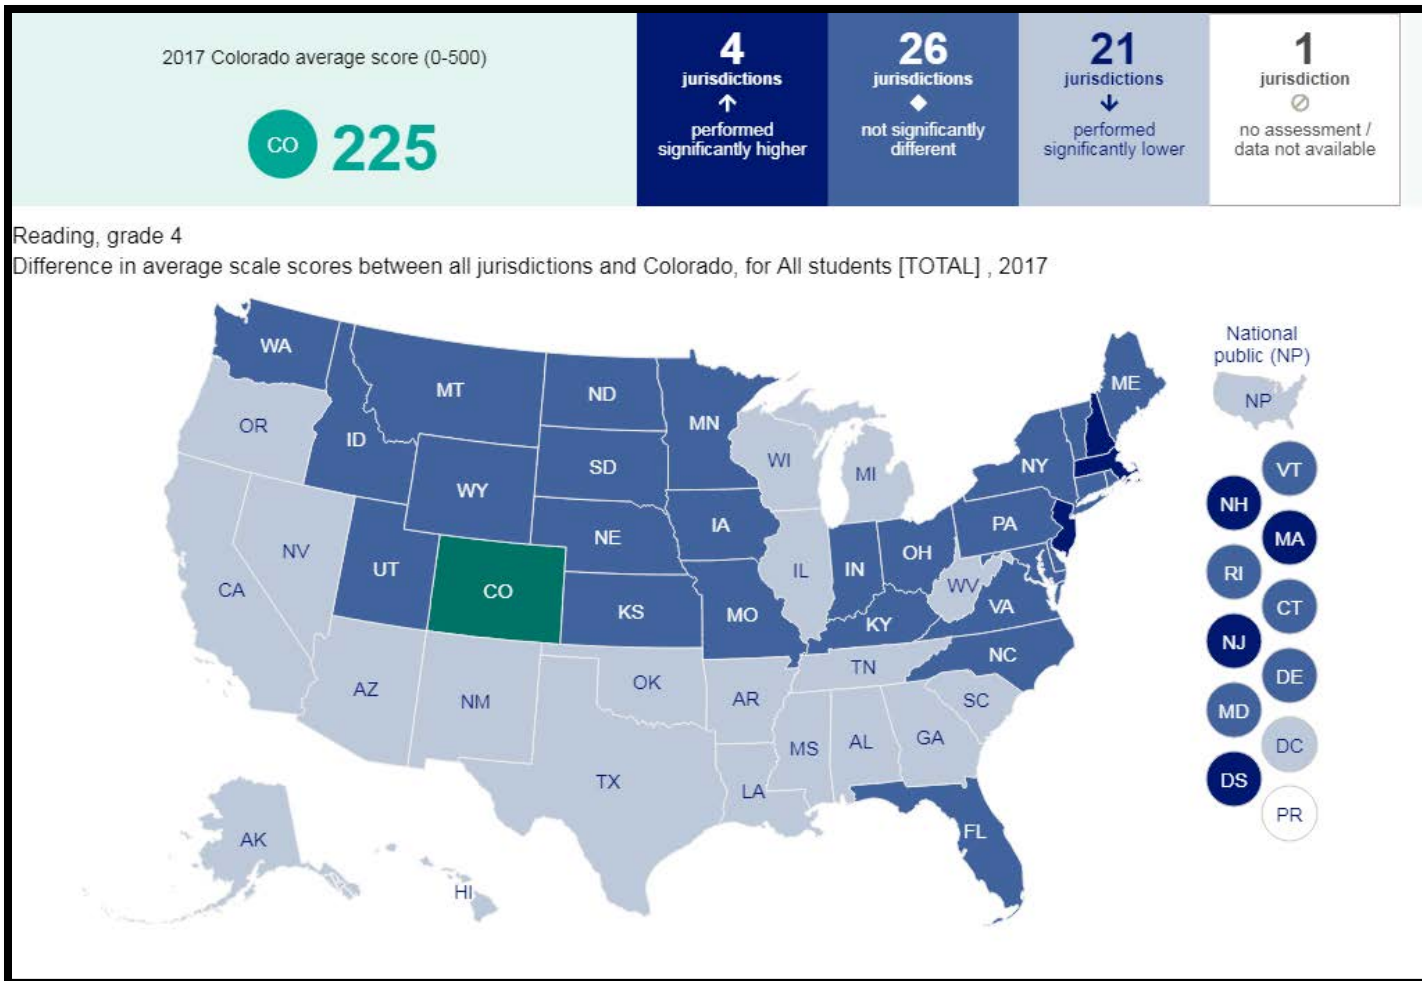 2017 Colorado average score (0-500)
CO 225
4
jurisdictions
performed
significantly higher
26
jurisdictions
not significantly
different
21
jurisdictions
performed
significantly lower
1
jurisdiction
no assessment /
data not available
Reading, grade 4
Difference in average scale scores between all jurisdictions and Colorado, for All students [TOTAL] , 2017
National
public (NP)
NP
WA
MT
ND
MN
ME
OR
ID
WY
SD
WI
MI
NY
NV
UT
CO
NE
IA
IL
IN
OH
PA
CA
KS
MO
KY
WV
VA
AZ
NM
OK
AR
TN
NC
SC
TX
LA
MS
AL
GA
FL
AK
HI
VT
NH
MA
RI
CT
NJ
DE
MD
DC
DS
PR